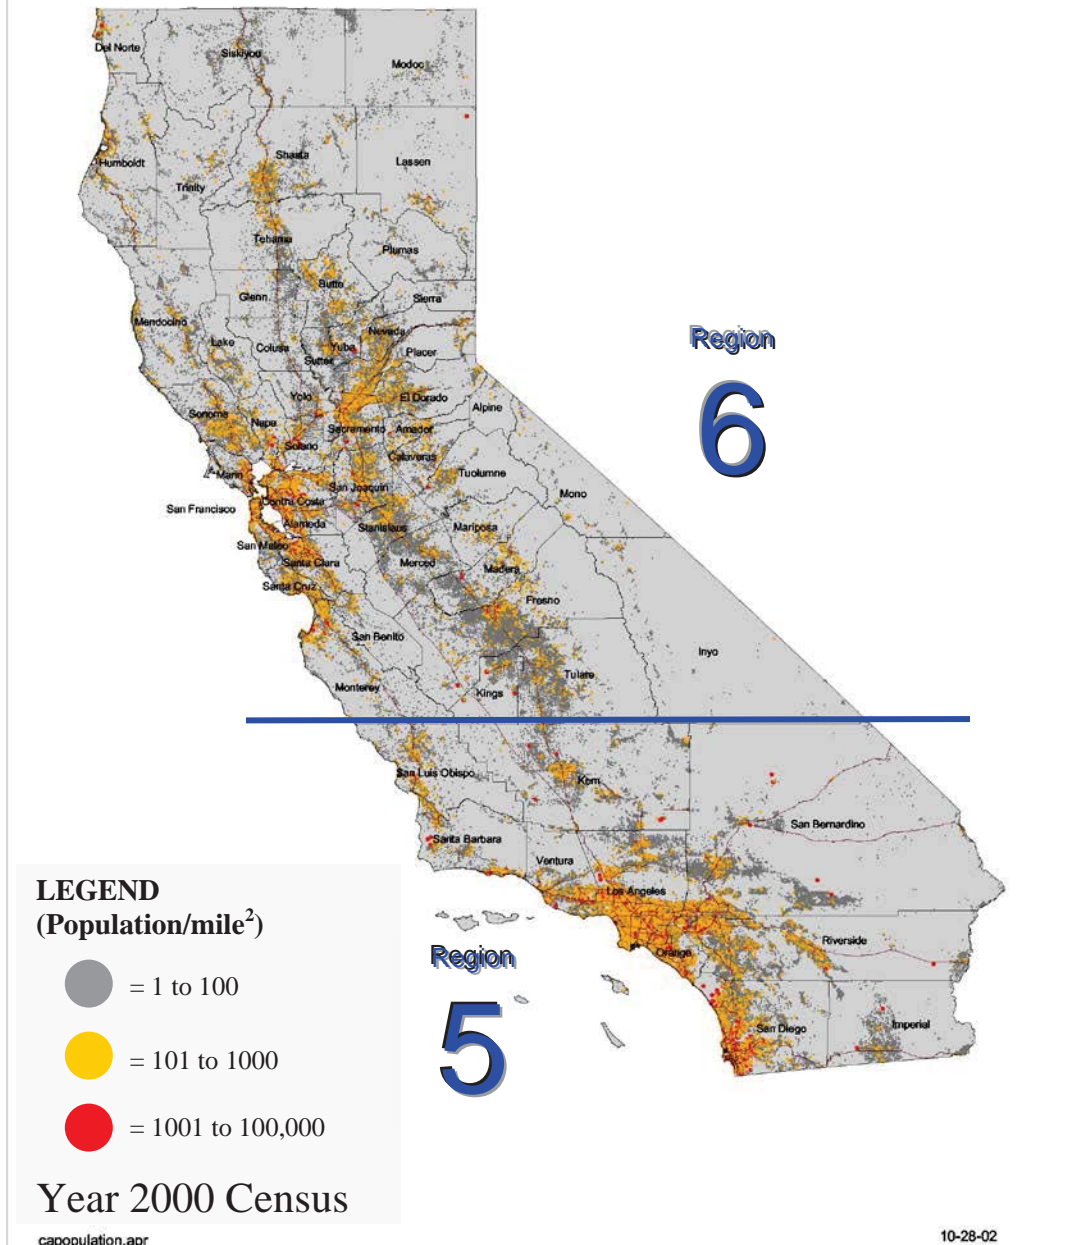 Del Norte
Siskiyou
Modoc
Humboldt
Trinity
Shasta
Lassen
Tehama
Plumas
Butte
Glenn
Sierra
Mendocino
Lake
Colusa
Yuba
Nevada
Sutter
Placer
Yolo
El Dorado
Sonoma
Napa
Sacramento
Amador
Alpine
Solano
Calaveras
Marin
San Joaquin
Tuolumne
Mono
San Francisco
Contra Costa
Alameda
Stanislaus
Mariposa
San Mateo
Santa Clara
Merced
Madera
Santa Cruz
Fresno
San Benito
Inyo
Monterey
Kings
Tulare
Region
6
San Luis Obispo
Kern
San Bernardino
Santa Barbara
Ventura
Los Angeles
Orange
Riverside
San Diego
Imperial
Region
5
LEGEND
(Population/mile²)
= 1 to 100
= 101 to 1000
= 1001 to 100,000
Year 2000 Census
capopulation.apr
10-28-02